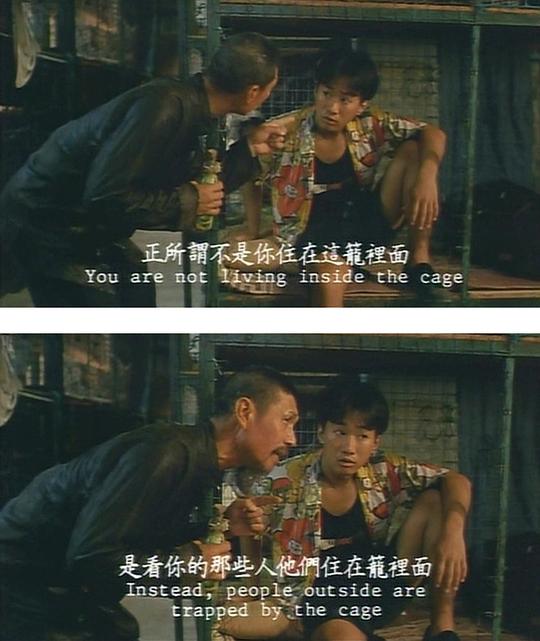 正所謂不是你住在這籠裡面
You are not living inside the cage
是看你的那些人他們住在籠裡面
Instead, people outside are
trapped by the cage